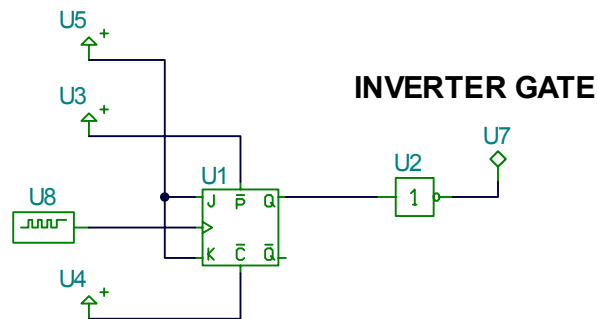 U5
+
U3
+
INVERTER GATE
U7
U1
U2
U8
J P̅ Q
1
K C̅ Q̅
U4
+